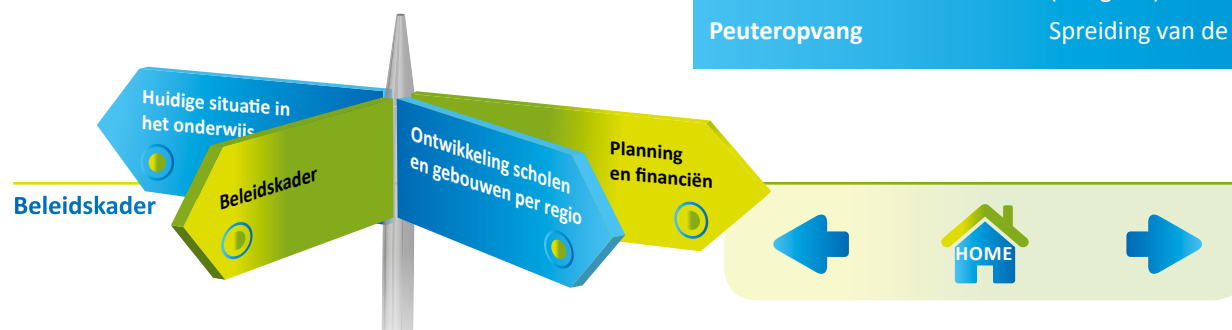 Peuteropvang Spreiding van de
Huidige situatie in
het onderwijs
Beleidskader
Ontwikkeling scholen
en gebouwen per regio
Planning
en financiën
Beleidskader
HOME